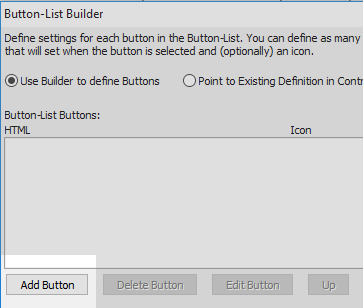 Button-List Builder
Define settings for each button in the Button-List. You can define as many
that will set when the button is selected and (optionally) an icon.
Use Builder to define Buttons Point to Existing Definition in Contr
Button-List Buttons:
HTML Icon
Add Button Delete Button Edit Button Up